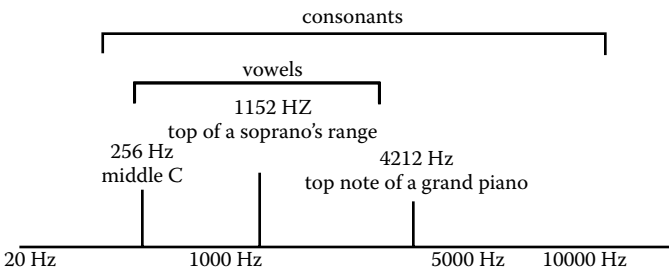 consonants
vowels
1152 HZ
top of a soprano's range
256 Hz
middle C
4212 Hz
top note of a grand piano
20 Hz
1000 Hz
5000 Hz
10000 Hz